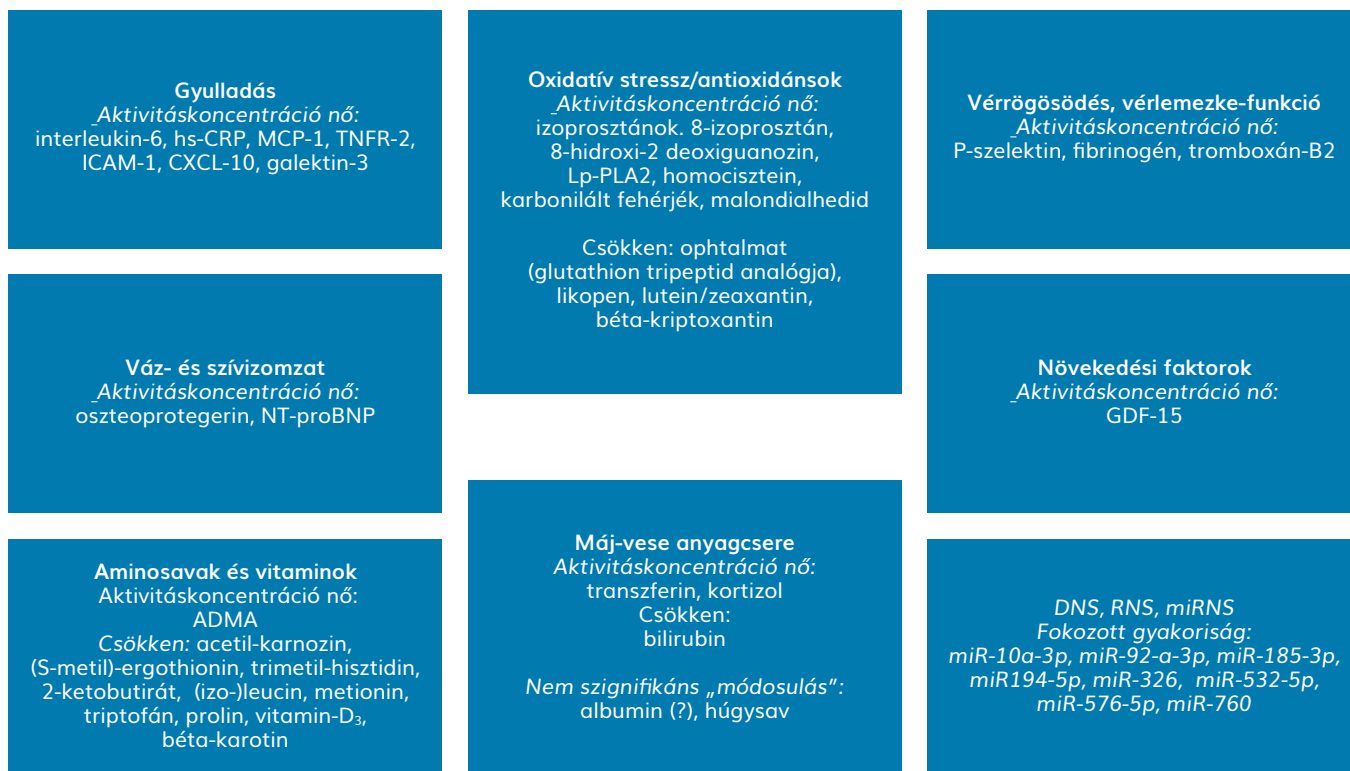 Gyulladás
_Aktivitáskoncentráció nő:
interleukin-6, hs-CRP, MCP-1, TNFR-2,
ICAM-1, CXCL-10, galektin-3
Oxidatív stressz/antioxidánsok
_Aktivitáskoncentráció nő:
izoprosztánok. 8-izoprosztán,
8-hidroxi-2 deoxiguanozin,
Lp-PLA2, homocisztein,
karbonilált fehérjék, malondialhedid
Csökken: ophtalmat
(glutathion tripeptid analógja),
likopen, lutein/zeaxantin,
béta-kriptoxantin
Vérrögösödés, vérlemezke-funkció
_Aktivitáskoncentráció nő:
P-szelektin, fibrinogén, tromboxán-B2
Váz- és szívizomzat
_Aktivitáskoncentráció nő:
oszteoprotegerin, NT-proBNP
Növekedési faktorok
_Aktivitáskoncentráció nő:
GDF-15
Aminosavak és vitaminok
Aktivitáskoncentráció nő:
ADMA
Csökken: acetil-karnozin,
(S-metil)-ergothionin, trimetil-hisztidin,
2-ketobutirát, (izo-)leucin, metionin,
triptofán, prolin, vitamin-D₃,
béta-karotin
Máj-vese anyagcsere
Aktivitáskoncentráció nő:
transzferin, kortizol
Csökken:
bilirubin
Nem szignifikáns „módosulás”:
albumin (?), húgysav
DNS, RNS, miRNS
Fokozott gyakoriság:
miR-10a-3p, miR-92-a-3p, miR-185-3p,
miR194-5p, miR-326, miR-532-5p,
miR-576-5p, miR-760